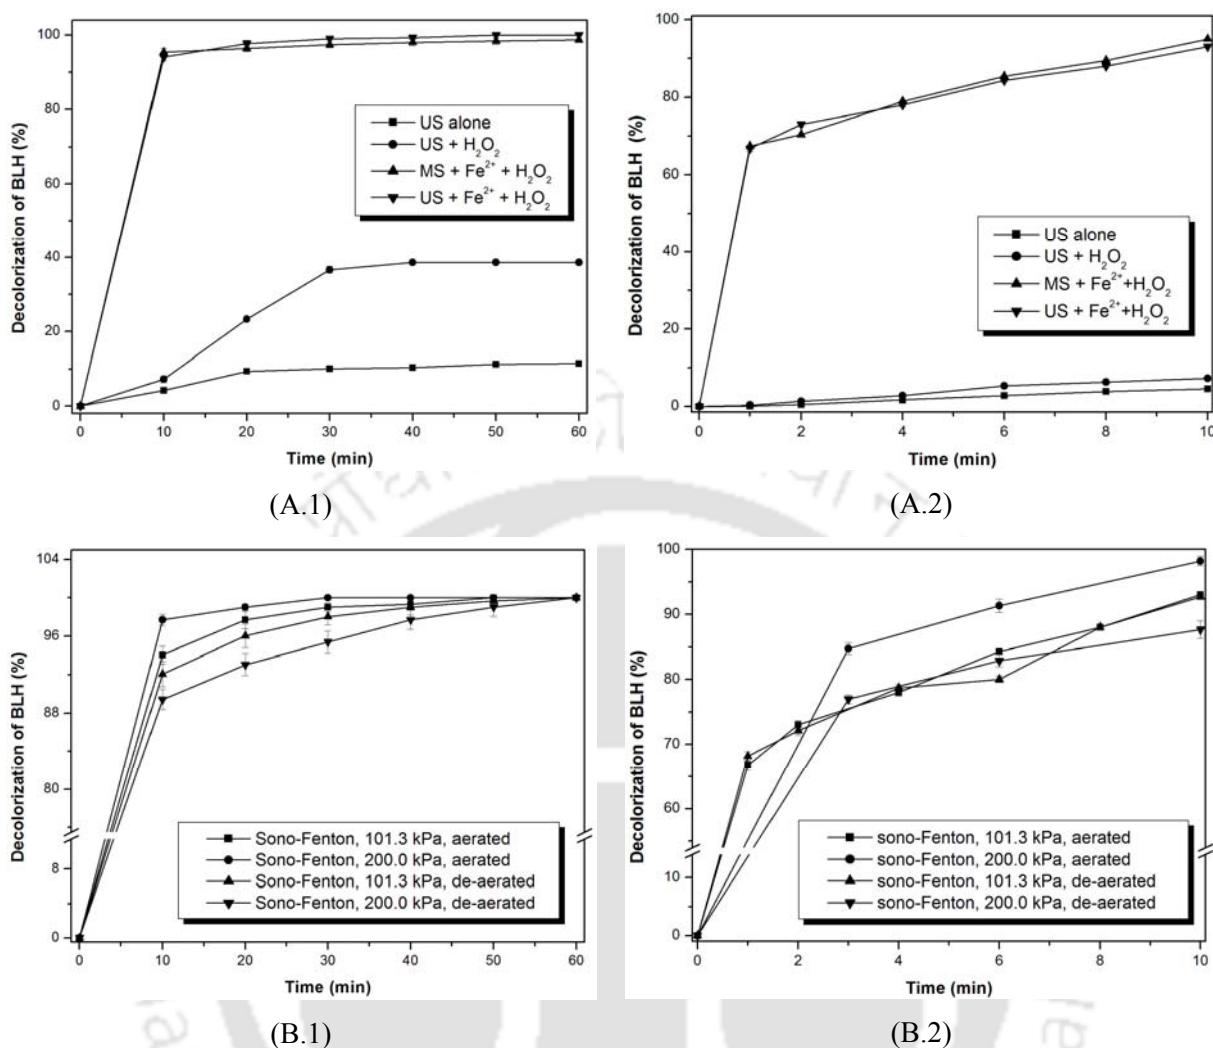 100
80
60
40
20
0
Decolorization of BLH (%)
US alone
US + H₂O₂
MS + Fe²⁺ + H₂O₂
US + Fe²⁺ + H₂O₂
0 10 20 30 40 50 60
Time (min)
(A.1)
100
80
60
40
20
0
Decolorization of BLH (%)
US alone
US + H₂O₂
MS + Fe²⁺+H₂O₂
US + Fe²⁺+H₂O₂
0 2 4 6 8 10
Time (min)
(A.2)
104
96
88
80
8
0
Decolorization of BLH (%)
Sono-Fenton, 101.3 kPa, aerated
Sono-Fenton, 200.0 kPa, aerated
Sono-Fenton, 101.3 kPa, de-aerated
Sono-Fenton, 200.0 kPa, de-aerated
0 10 20 30 40 50 60
Time (min)
(B.1)
100
90
80
70
60
10
0
Decolorization of BLH (%)
sono-Fenton, 101.3 kPa, aerated
sono-Fenton, 200.0 kPa, aerated
sono-Fenton, 101.3 kPa, de-aerated
sono-Fenton, 200.0 kPa, de-aerated
0 2 4 6 8 10
Time (min)
(B.2)